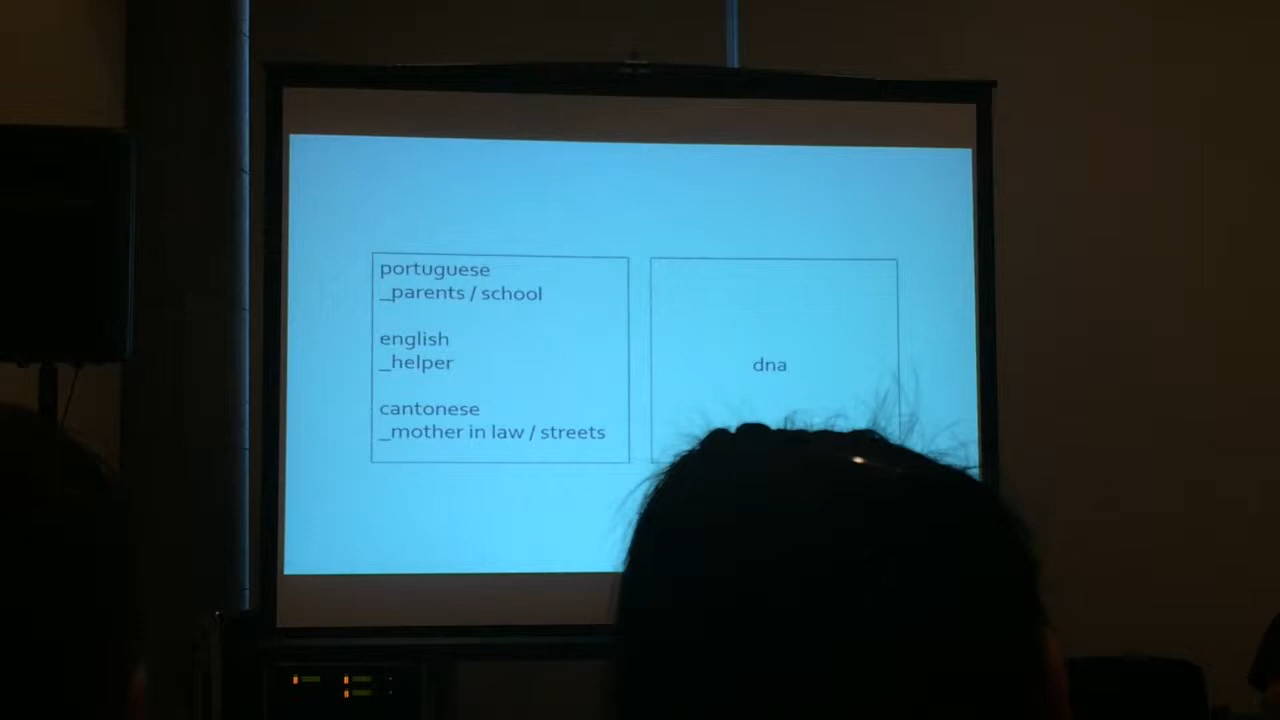 portuguese
_parents / school
english
_helper
cantonese
_mother in law / streets
dna